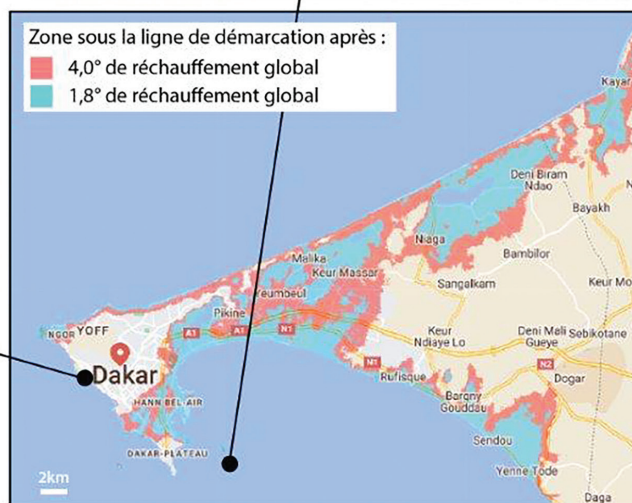 Zone sous la ligne de démarcation après :
4,0° de réchauffement global
1,8° de réchauffement global
Kayar
Deni Biram
Ndao
Bayakh
Niaga
Bambilor
Malika
Keur Massar
Sangalkam
Keur Mo
Yeumbeul
Pikine
NGOR
YOFF
A1
A1
N1
Keur
Ndiaye Lo
Deni Mali
Gueye
Sebikotane
Dakar
N1
N2
Rufisque
Dogar
HANN BEL-AIR
Bargny
Gouddau
Sendou
DAKAR-PLATEAU
Yenne Tode
2km
Daga